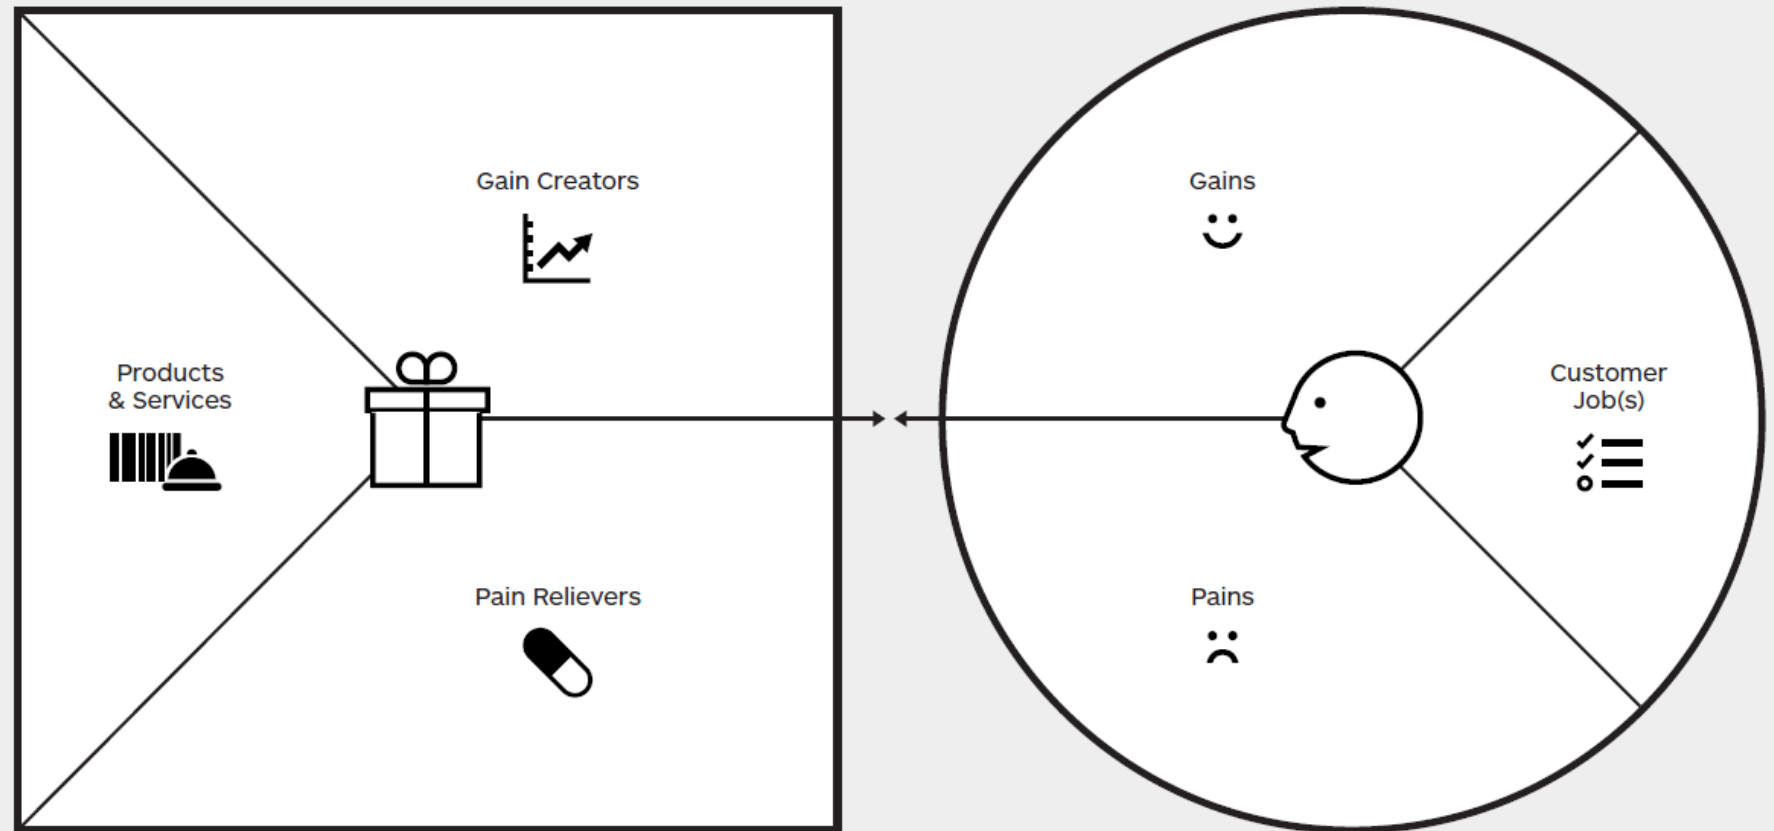 Gain Creators
Products
& Services
Pain Relievers
Gains
Customer
Job(s)
Pains